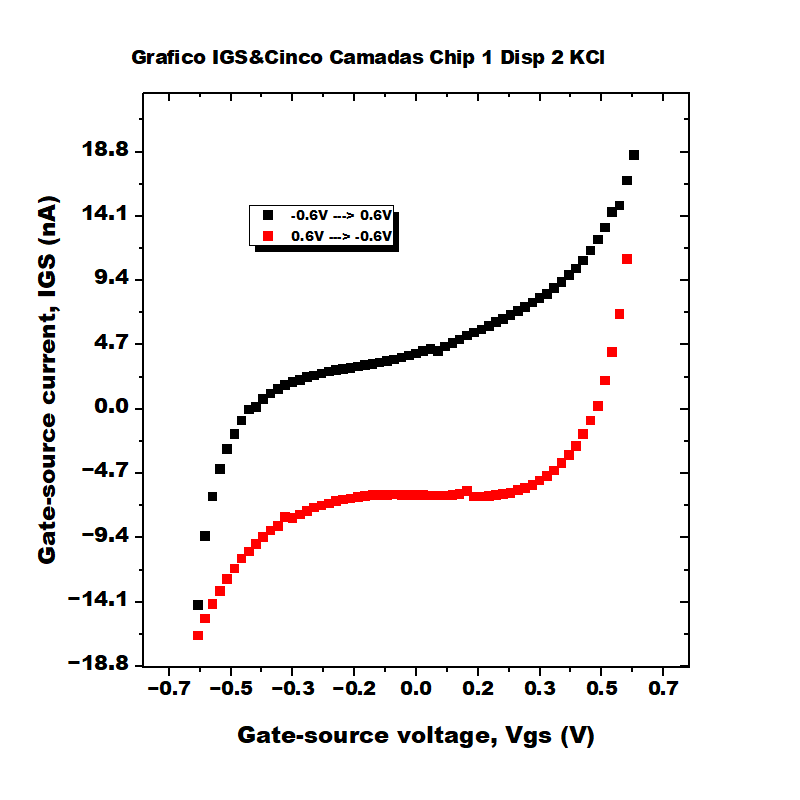 Grafico IGS&Cinco Camadas Chip 1 Disp 2 KCl
18.8
-0.6V ---> 0.6V
14.1
0.6V ---> -0.6V
9.4
4.7
0.0
−4.7
−9.4
−14.1
−18.8
Gate-source current, IGS (nA)
−0.7 −0.5 −0.3 −0.2 0.0 0.2 0.3 0.5 0.7
Gate-source voltage, Vgs (V)